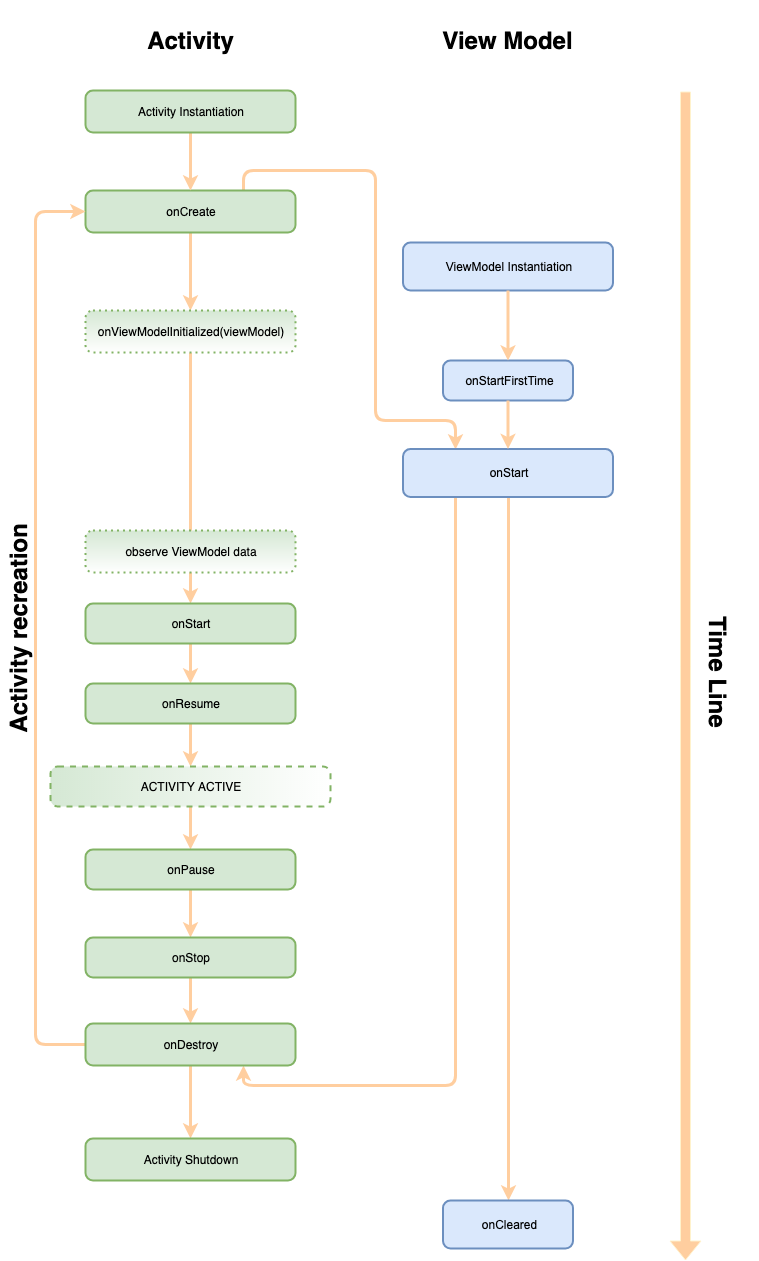 Activity
View Model
Activity Instantiation
onCreate
ViewModel Instantiation
onViewModelInitialized(viewModel)
onStartFirstTime
onStart
observe ViewModel data
onStart
Activity recreation
Time Line
onResume
ACTIVITY ACTIVE
onPause
onStop
onDestroy
Activity Shutdown
onCleared